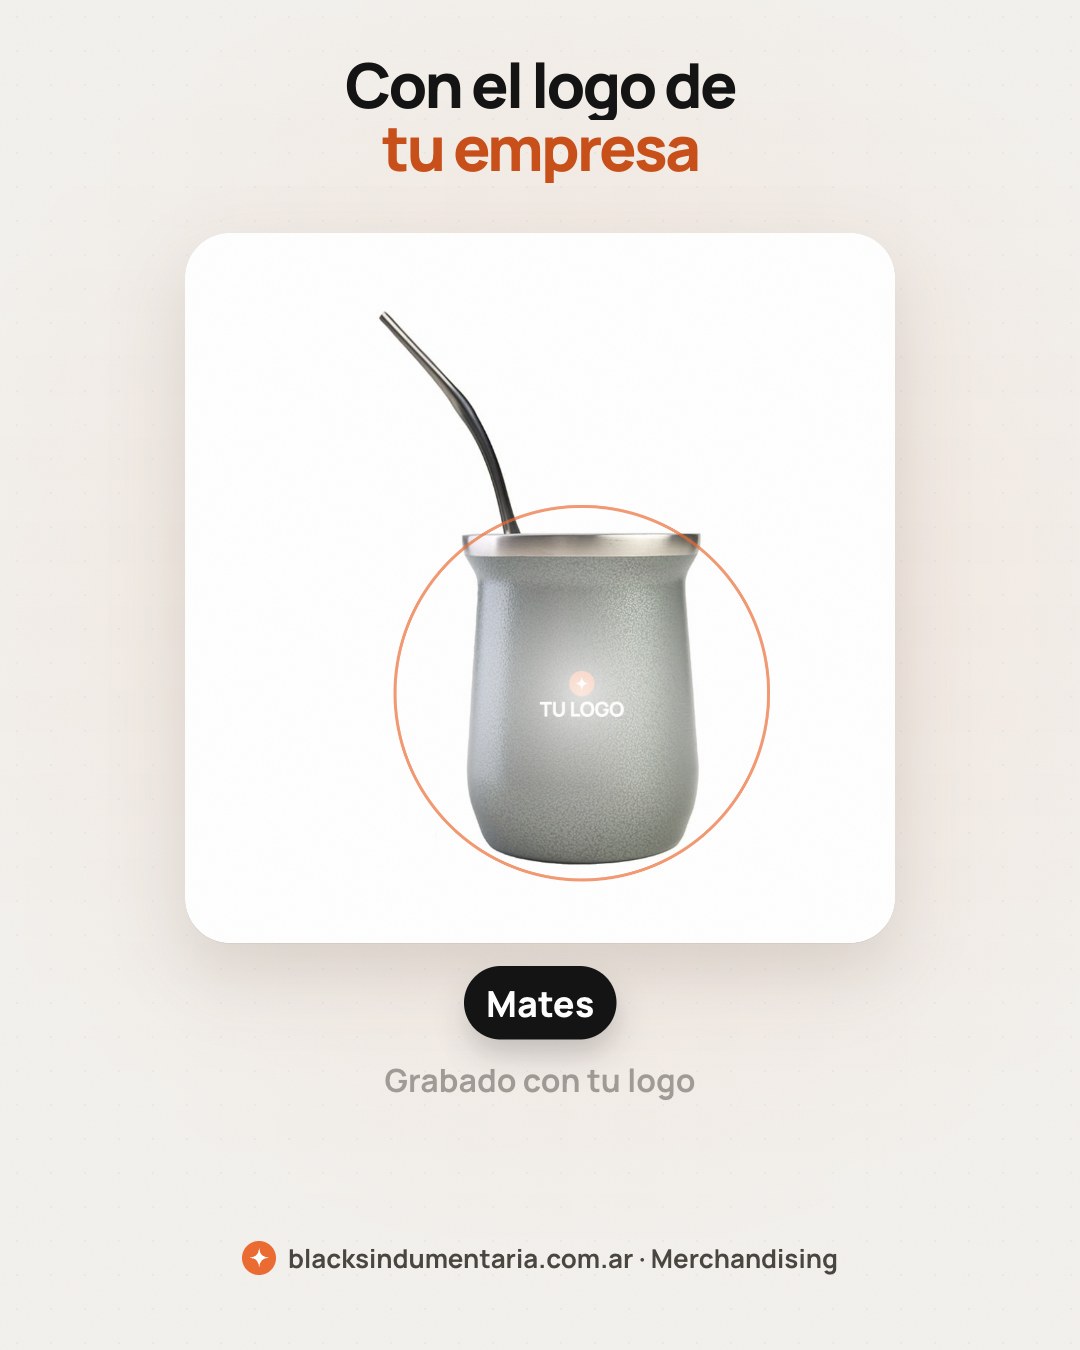 Con el logo de
tu empresa
TU LOGO
Mates
Grabado con tu logo
blacksindumentaria.com.ar · Merchandising